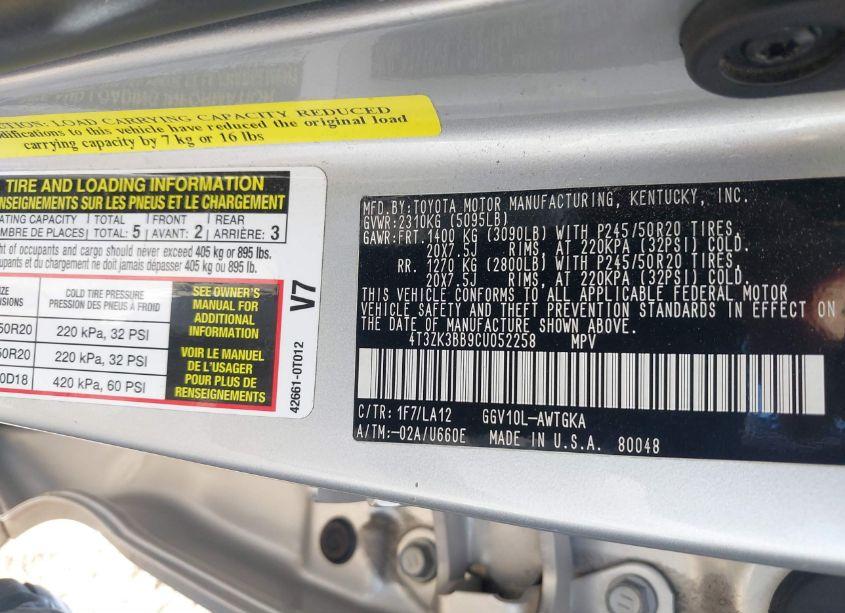 TION: LOAD CARRYING CAPACITY REDUCED
odifications to this vehicle have reduced the original load
carrying capacity by 7 kg or 16 lbs
TIRE AND LOADING INFORMATION
ENSEIGNEMENTS SUR LES PNEUS ET LE CHARGEMENT
ATING CAPACITY TOTAL FRONT REAR
MBRE DE PLACES TOTAL 5 AVANT: 2 ARRIÈRE: 3
ht of occupants and cargo should never exceed 405 kg or 895 lbs.
cupants et du chargement ne doit jamais dépasser 405 kg ou 895 lb.
ZE COLD TIRE PRESSURE
NSIONS PRESSION DES PNEUS À FROID
50R20 220 kPa, 32 PSI
50R20 220 kPa, 32 PSI
0D18 420 kPa, 60 PSI
SEE OWNER'S
MANUAL FOR
ADDITIONAL
INFORMATION
VOIR LE MANUEL
DE L'USAGER
POUR PLUS DE
RENSEIGNEMENTS
V7
42661-0T012
MFD.BY:TOYOTA MOTOR MANUFACTURING, KENTUCKY, INC.
GVWR:2310KG (5095LB)
GAWR:FRT.1400 KG (3090LB) WITH P245/50R20 TIRES,
20X7.5J RIMS, AT 220KPA (32PSI) COLD.
RR. 1270 KG (2800LB) WITH P245/50R20 TIRES,
20X7.5J RIMS, AT 220KPA (32PSI) COLD.
THIS VEHICLE CONFORMS TO ALL APPLICABLE FEDERAL MOTOR
VEHICLE SAFETY AND THEFT PREVENTION STANDARDS IN EFFECT ON
THE DATE OF MANUFACTURE SHOWN ABOVE.
4T3ZK3BB9CU052258 MPV
C/TR: 1F7/LA12 GGV10L-AWTGKA
A/TM:-02A/U660E MADE IN U.S.A. 80048